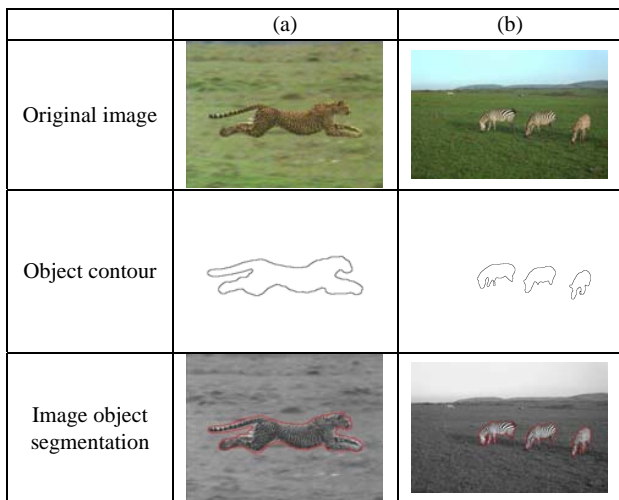 (a)
(b)
Original image
Object contour
Image object
segmentation